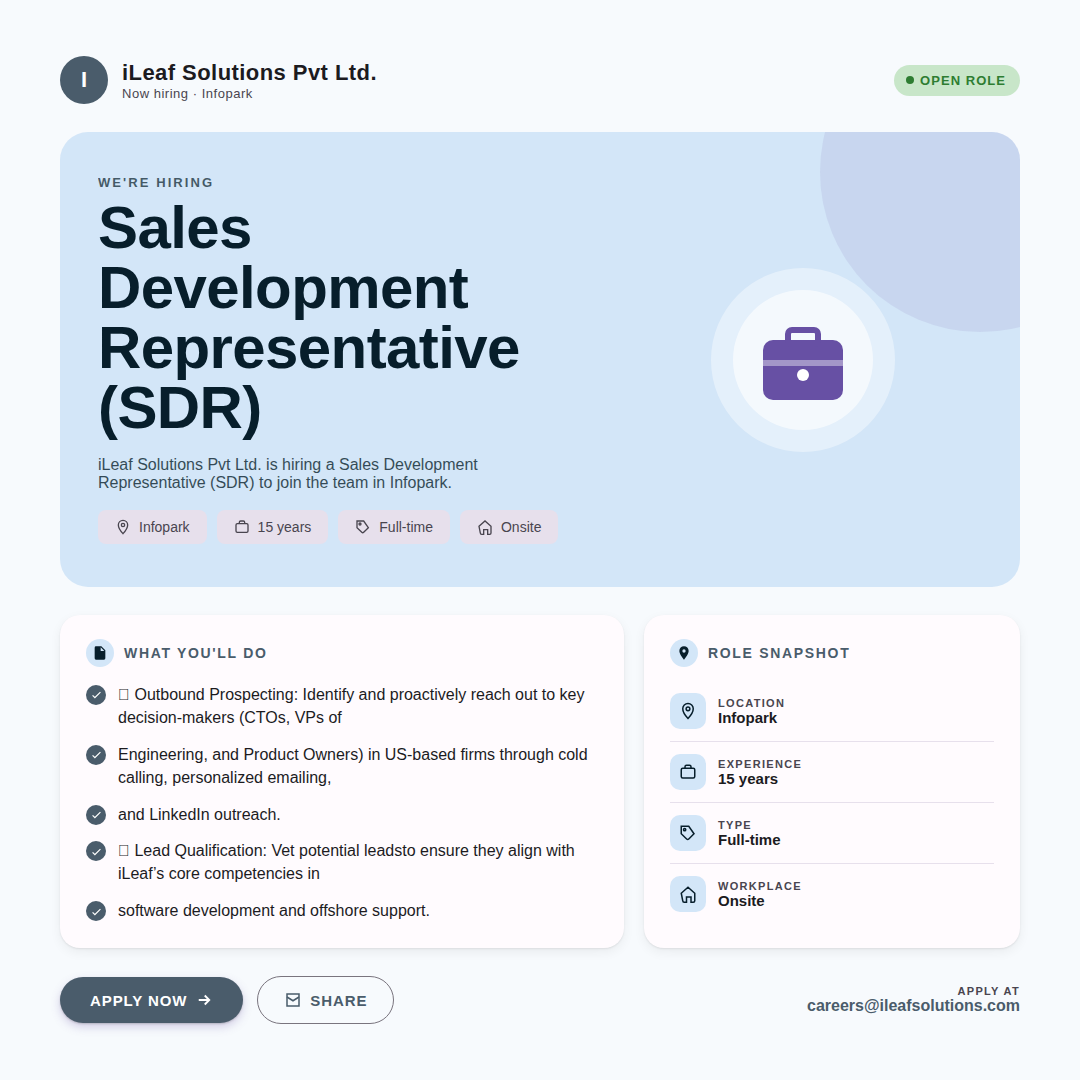 I
iLeaf Solutions Pvt Ltd.
Now hiring · Infopark
OPEN ROLE
WE'RE HIRING
Sales
Development
Representative
(SDR)
iLeaf Solutions Pvt Ltd. is hiring a Sales Development
Representative (SDR) to join the team in Infopark.
Infopark
15 years
Full-time
Onsite
WHAT YOU'LL DO
Outbound Prospecting: Identify and proactively reach out to key
decision-makers (CTOs, VPs of
Engineering, and Product Owners) in US-based firms through cold
calling, personalized emailing,
and LinkedIn outreach.
Lead Qualification: Vet potential leadsto ensure they align with
iLeaf’s core competencies in
software development and offshore support.
ROLE SNAPSHOT
LOCATION
Infopark
EXPERIENCE
15 years
TYPE
Full-time
WORKPLACE
Onsite
APPLY NOW
SHARE
APPLY AT
careers@ileafsolutions.com